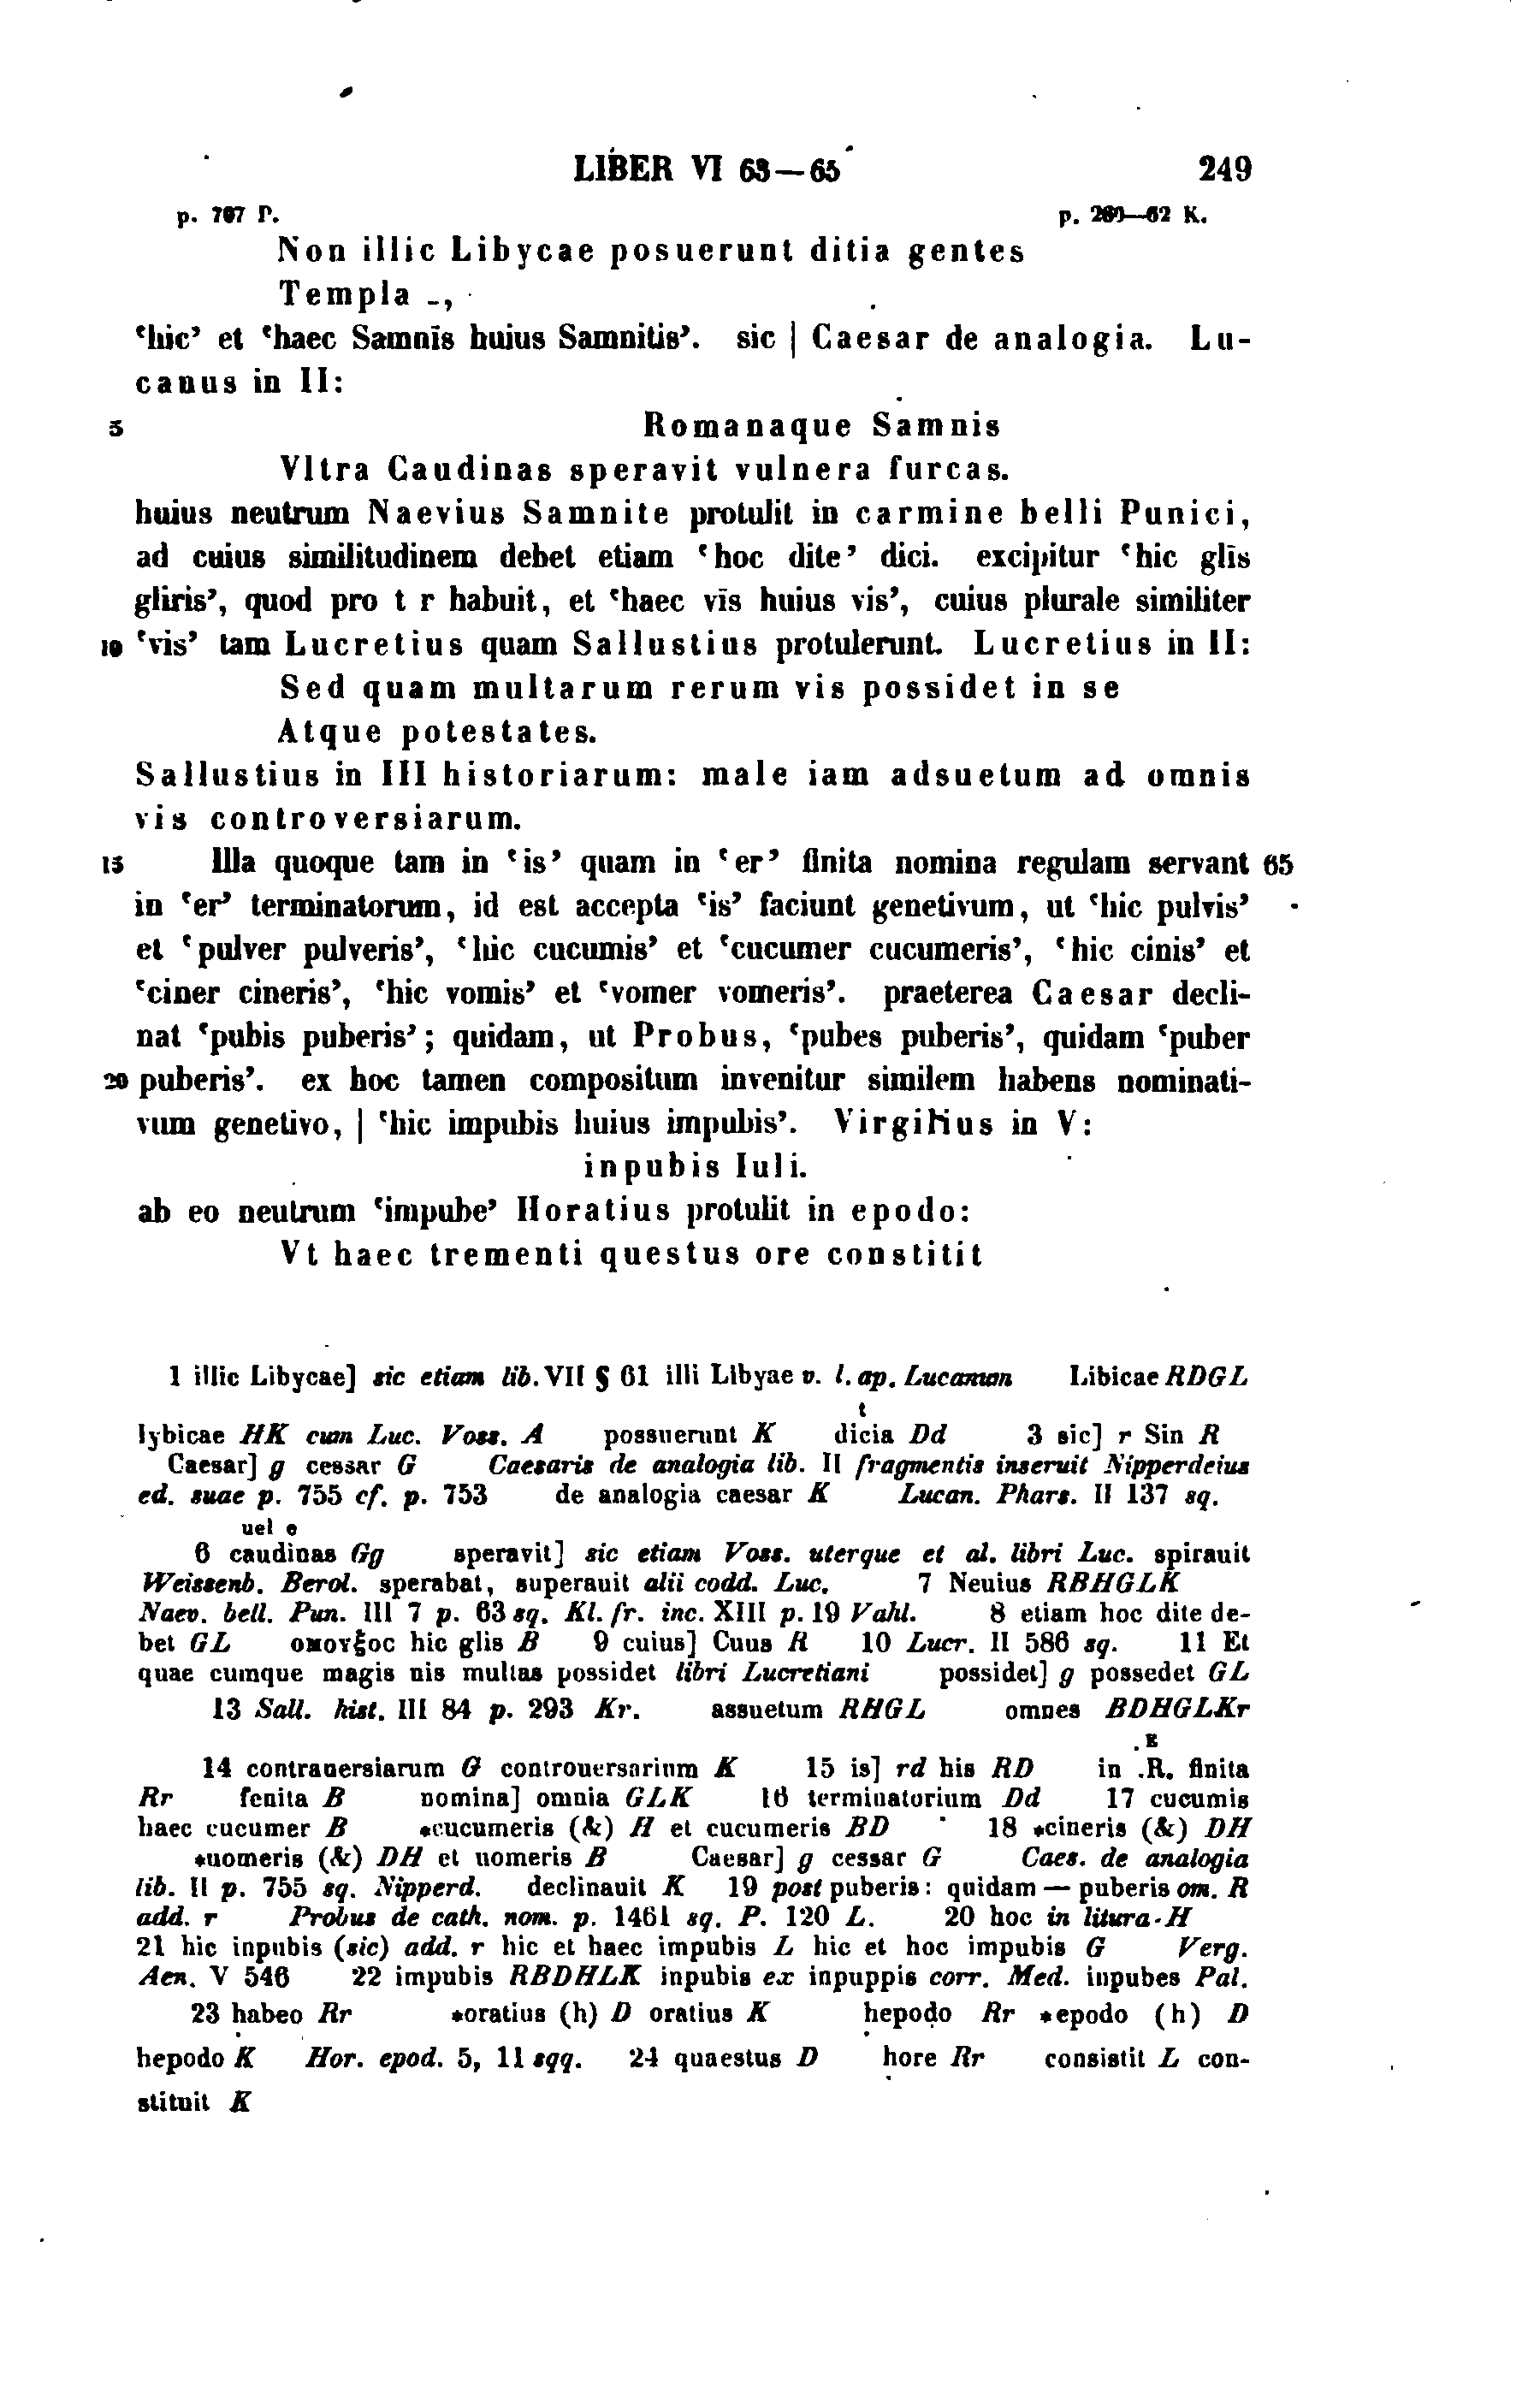 LIBER VI 63—65 249
p. 707 P. p. 260—62 K.
Non illic Libycae posuerunt ditia gentes
Templa -,
‘hic’ et ‘haec Samnīs huius Samnitis’. sic | Caesar de analogia. Lu-
canus in II:
5 Romanaque Samnis
Vltra Caudinas speravit vulnera furcas.
huius neutrum Naevius Samnite protulit in carmine belli Punici,
ad cuius similitudinem debet etiam ‘hoc dite’ dici. excipitur ‘hic glīs
gliris’, quod pro t r habuit, et ‘haec vīs huius vis’, cuius plurale similiter
10 ‘vis’ tam Lucretius quam Sallustius protulerunt. Lucretius in II:
Sed quam multarum rerum vis possidet in se
Atque potestates.
Sallustius in III historiarum: male iam adsuetum ad omnis
vis controversiarum.
15 Illa quoque tam in ‘is’ quam in ‘er’ finita nomina regulam servant 65
in ‘er’ terminatorum, id est accepta ‘is’ faciunt genetivum, ut ‘hic pulvis’
et ‘pulver pulveris’, ‘hic cucumis’ et ‘cucumer cucumeris’, ‘hic cinis’ et
‘ciner cineris’, ‘hic vomis’ et ‘vomer vomeris’. praeterea Caesar decli-
nat ‘pubis puberis’; quidam, ut Probus, ‘pubes puberis’, quidam ‘puber
20 puberis’. ex hoc tamen compositum invenitur similem habens nominati-
vum genetivo, | ‘hic impubis huius impubis’. Virgilius in V:
inpubis Iuli.
ab eo neutrum ‘impube’ Horatius protulit in epodo:
Vt haec trementi questus ore constitit
1 illic Libycae] sic etiam lib. VII § 61 illi Libyae v. l. ap. Lucanum Libicae RDGL
t
lybicae HK cum Luc. Voss. A possuerunt K dicia Dd 3 sic] r Sin R
Caesar] g cessar G Caesaris de analogia lib. II fragmentis inseruit Nipperdeius
ed. suae p. 755 cf. p. 753 de analogia caesar K Lucan. Phars. II 137 sq.
uel e
6 caudinas Gg speravit] sic etiam Voss. uterque et al. libri Luc. spirauit
Weissenb. Berol. sperabat, superauit alii codd. Luc. 7 Neuius RBHGLK
Naev. bell. Pun. III 7 p. 63 sq. Kl. fr. inc. XIII p. 19 Vahl. 8 etiam hoc dite de-
bet GL hic glis B 9 cuius] Cuus R 10 Lucr. II 586 sq. 11 Et
quae cumque magis uis multas possidet libri Lucretiani possidet] g possedet GL
13 Sall. hist. III 84 p. 293 Kr. assuetum RHGL omnes BDHGLKr
.E
14 contrauersiarum G controuersarium K 15 is] rd his RD in .R. finita
Rr fenita B nomina] omnia GLK 16 terminatorium Dd 17 cucumis
haec cucumer B *cucumeris (&) H et cucumeris BD 18 *cineris (&) DH
*uomeris (&) DH et uomeris B Caesar] g cessar G Caes. de analogia
lib. II p. 755 sq. Nipperd. declinauit K 19 post puberis: quidam — puberis om. R
add. r Probus de cath. nom. p. 1461 sq. P. 120 L. 20 hoc in litura H
21 hic inpubis (sic) add. r hic et haec impubis L hic et hoc impubis G Verg.
Aen. V 546 22 impubis RBDHLK inpubis ex inpuppis corr. Med. inpubes Pal.
23 habeo Rr *oratius (h) D oratius K hepodo Rr *epodo (h) D
hepodo K Hor. epod. 5, 11 sqq. 24 quaestus D hore Rr consistit L con-
stituit K